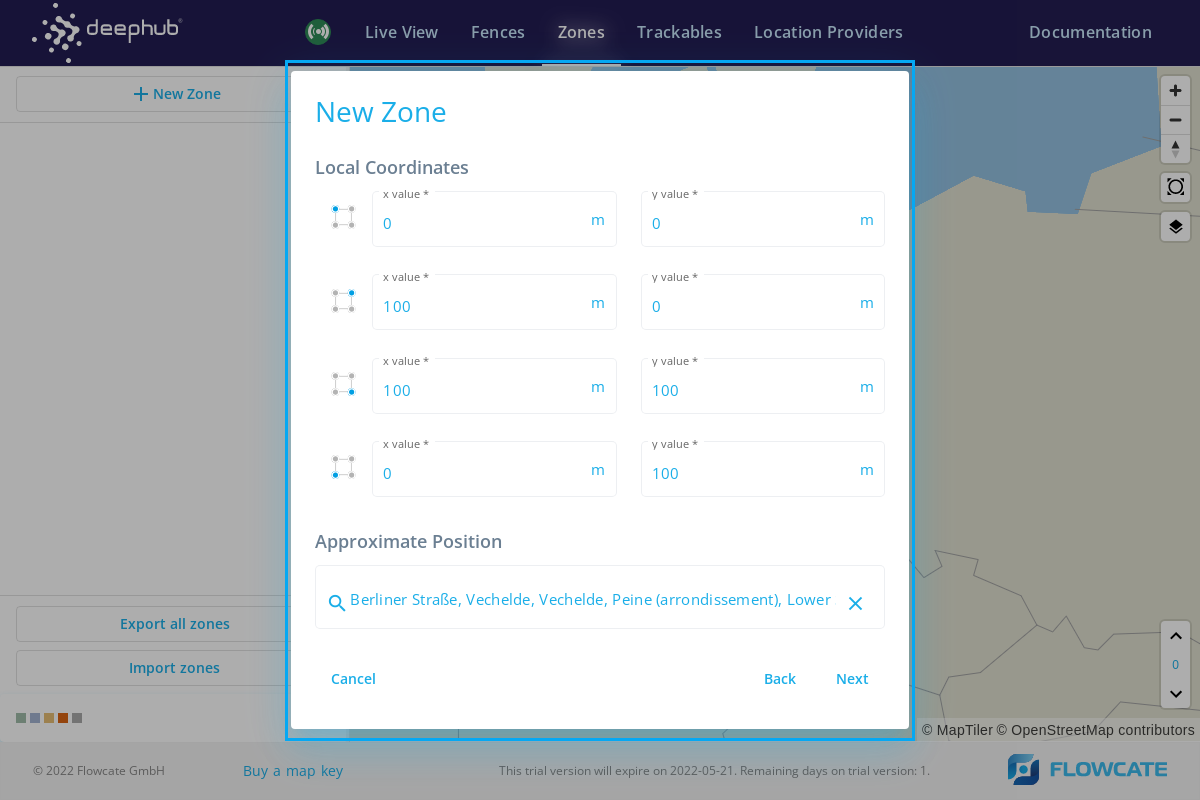 deephub®
Live View
Fences
Zones
Trackables
Location Providers
Documentation
New Zone
New Zone
Local Coordinates
x value *
0 m
y value *
0 m
x value *
100 m
y value *
0 m
x value *
100 m
y value *
100 m
x value *
0 m
y value *
100 m
Approximate Position
Berliner Straße, Vechelde, Vechelde, Peine (arrondissement), Lower
Cancel
Back
Next
Export all zones
Import zones
0
© MapTiler © OpenStreetMap contributors
© 2022 Flowcate GmbH
Buy a map key
This trial version will expire on 2022-05-21. Remaining days on trial version: 1.
FLOWCATE